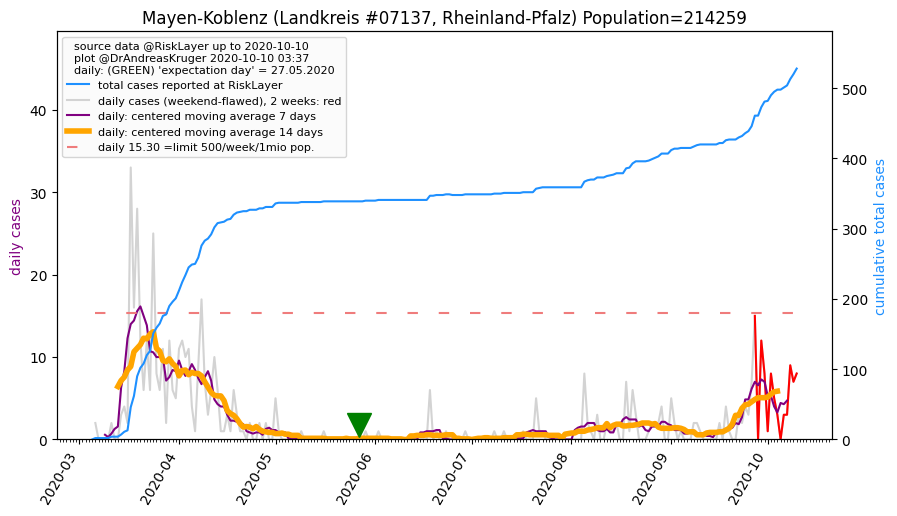 Mayen-Koblenz (Landkreis #07137, Rheinland-Pfalz) Population=214259
source data @RiskLayer up to 2020-10-10
plot @DrAndreasKruger 2020-10-10 03:37
daily: (GREEN) 'expectation day' = 27.05.2020
total cases reported at RiskLayer
daily cases (weekend-flawed), 2 weeks: red
daily: centered moving average 7 days
daily: centered moving average 14 days
daily 15.30 =limit 500/week/1mio pop.
daily cases
40
30
20
10
0
cumulative total cases
500
400
300
200
100
0
2020-03
2020-04
2020-05
2020-06
2020-07
2020-08
2020-09
2020-10